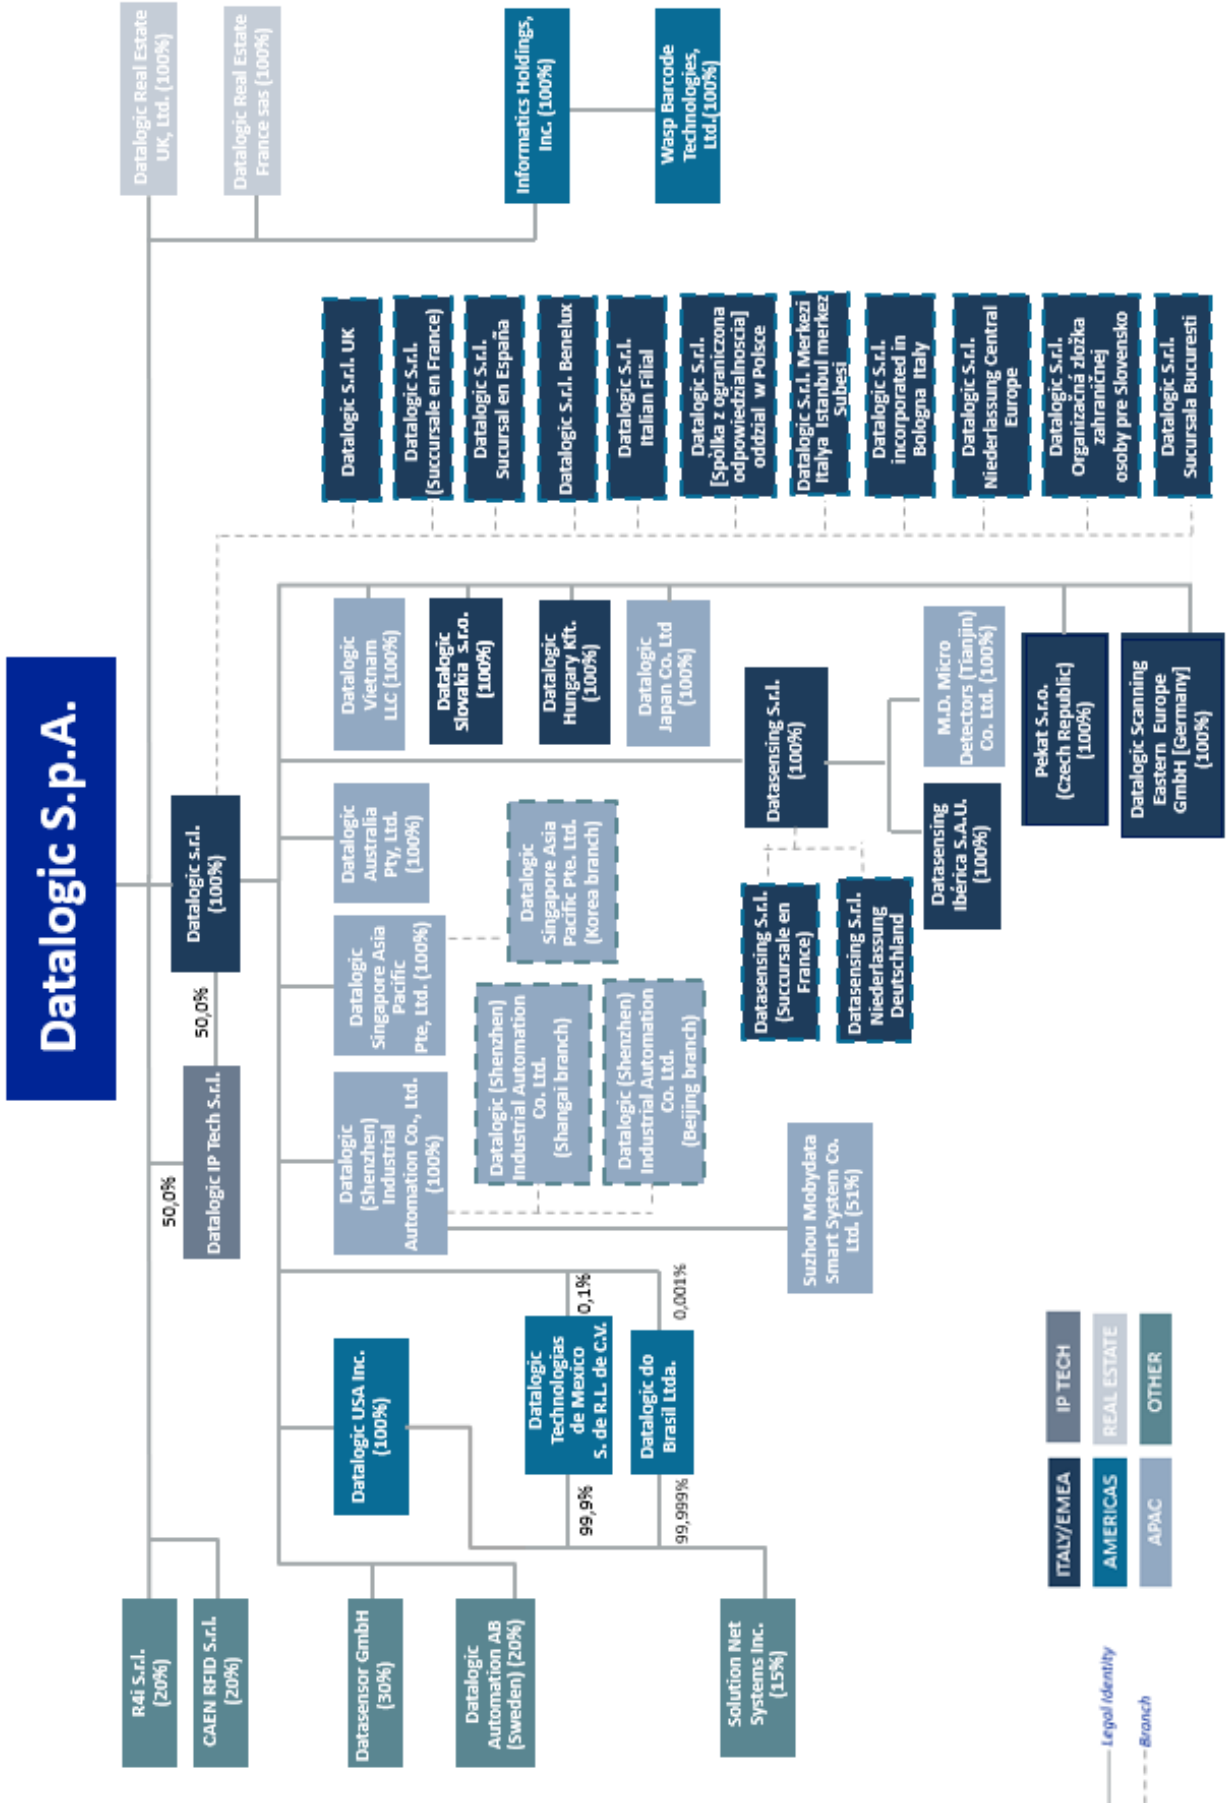 Datalogic S.p.A.
R4i S.r.l.
(20%)
CAEN RFID S.r.l.
(20%)
50,0%
Datalogic IP Tech S.r.l.
50,0%
Datalogic s.r.l.
(100%)
Datalogic Real Estate
UK, Ltd. (100%)
Datalogic Real Estate
France sas (100%)
Informatics Holdings,
Inc. (100%)
Wasp Barcode
Technologies,
Ltd.(100%)
Datasensor GmbH
(30%)
Datalogic
Automation AB
(Sweden) (20%)
Solution Net
Systems Inc.
(15%)
Datalogic USA Inc.
(100%)
99,9%
Datalogic
Technologias
de Mexico
S. de R.L. de C.V.
0,1%
99,999%
Datalogic do
Brasil Ltda.
0,001%
Datalogic
(Shenzhen)
Industrial
Automation Co., Ltd.
(100%)
Datalogic (Shenzhen)
Industrial Automation
Co. Ltd.
(Shangai branch)
Datalogic (Shenzhen)
Industrial Automation
Co. Ltd.
(Beijing branch)
Suzhou Mobydata
Smart System Co.
Ltd. (51%)
Datalogic
Singapore Asia
Pacific
Pte, Ltd. (100%)
Datalogic
Singapore Asia
Pacific Pte. Ltd.
(Korea branch)
Datalogic
Australia
Pty, Ltd.
(100%)
Datalogic
Vietnam
LLC (100%)
Datalogic
Slovakia s.r.o.
(100%)
Datalogic
Hungary Kft.
(100%)
Datalogic
Japan Co. Ltd
(100%)
Datasensing S.r.l.
(100%)
Datasensing S.r.l.
(Succursale en
France)
Datasensing S.r.l.
Niederlassung
Deutschland
Datasensing
Ibérica S.A.U.
(100%)
M.D. Micro
Detectors (Tianjin)
Co. Ltd. (100%)
Pekat S.r.o.
(Czech Republic)
(100%)
Datalogic Scanning
Eastern Europe
GmbH [Germany]
(100%)
Datalogic S.r.l. UK
Datalogic S.r.l.
(Succursale en France)
Datalogic S.r.l.
Sucursal en España
Datalogic S.r.l. Benelux
Datalogic S.r.l.
Italian Filial
Datalogic S.r.l.
[Spòlka z ograniczona
odpowiedzialnoscia]
oddzial w Polsce
Datalogic S.r.l. Merkezi
Italya Istanbul merkez
Subesi
Datalogic S.r.l.
incorporated in
Bologna Italy
Datalogic S.r.l.
Niederlassung Central
Europe
Datalogic S.r.l.
Organizačná zložka
zahraničnej
osoby pre Slovensko
Datalogic S.r.l.
Sucursala Bucuresti
Legal Identity
Branch
ITALY/EMEA
IP TECH
AMERICAS
REAL ESTATE
APAC
OTHER